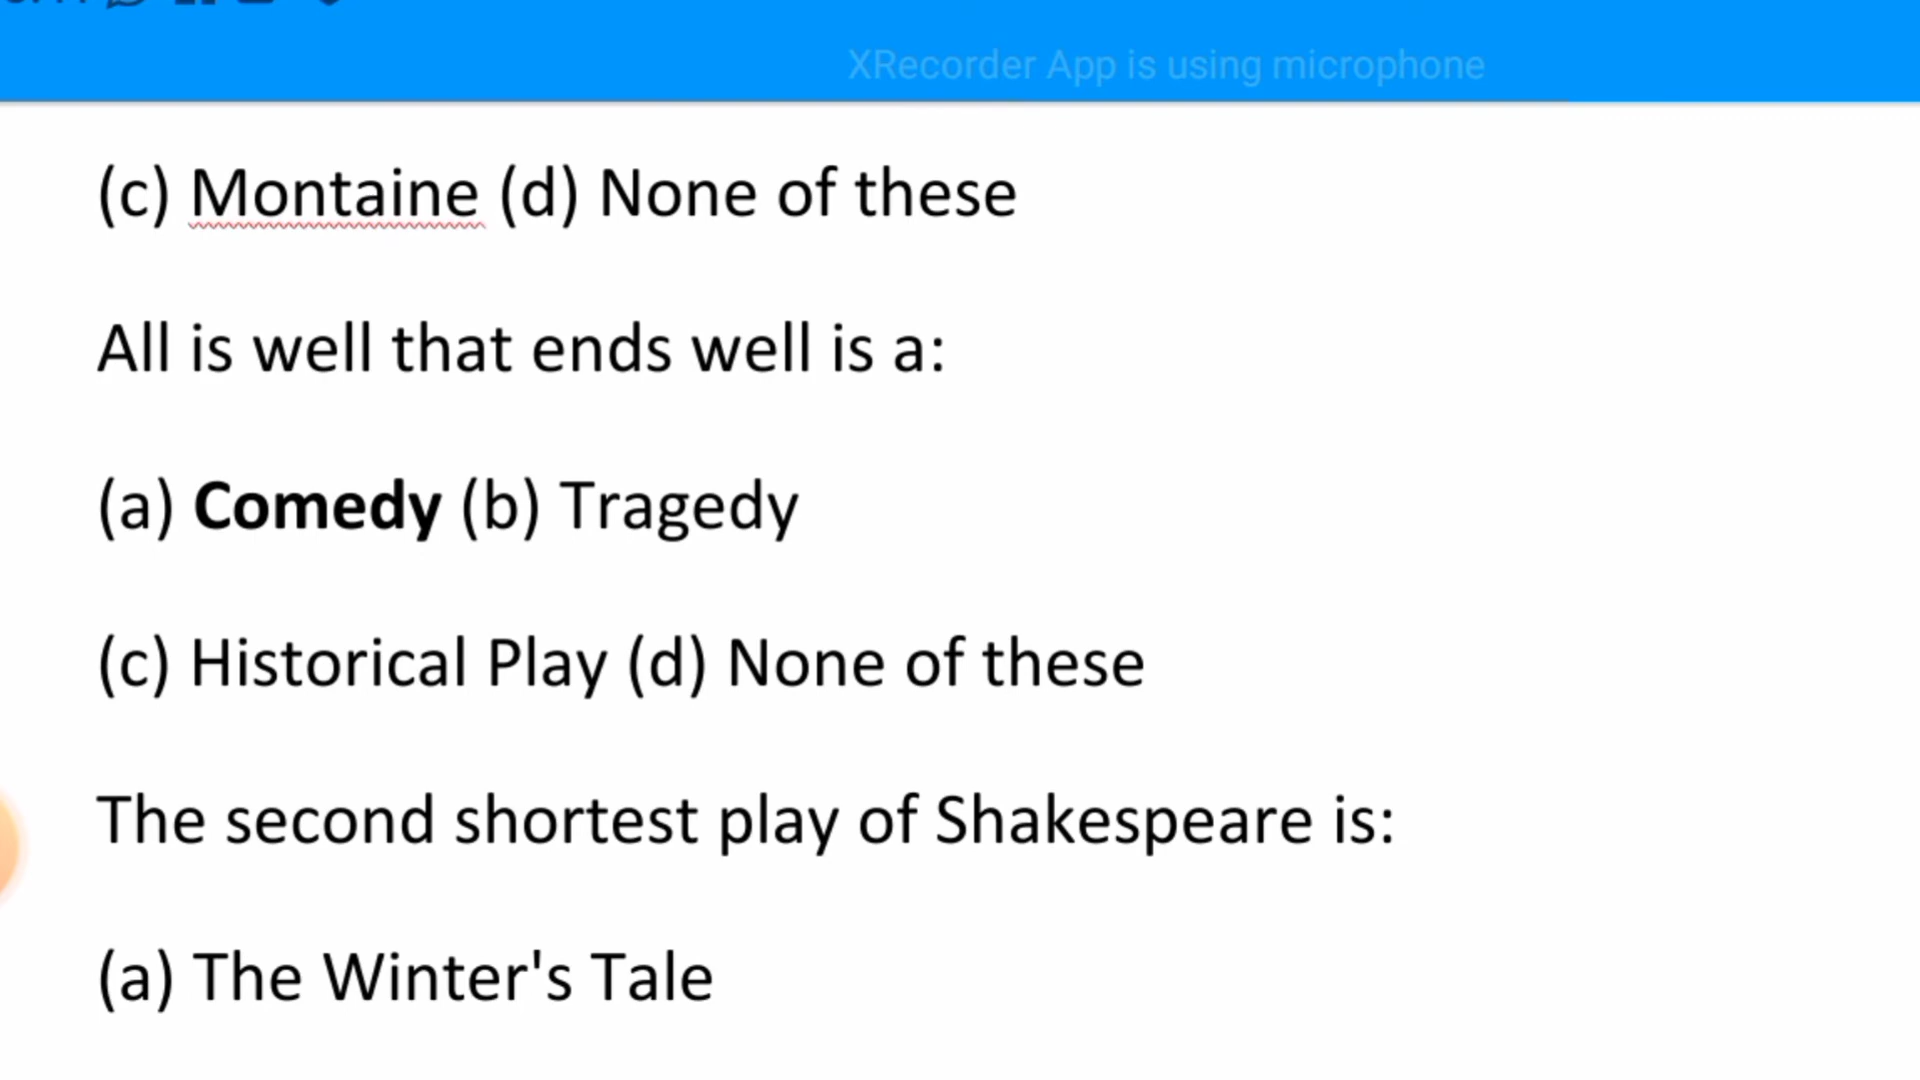 XRecorder App is using microphone
(c) Montaine (d) None of these
All is well that ends well is a:
(a) Comedy (b) Tragedy
(c) Historical Play (d) None of these
The second shortest play of Shakespeare is:
(a) The Winter's Tale